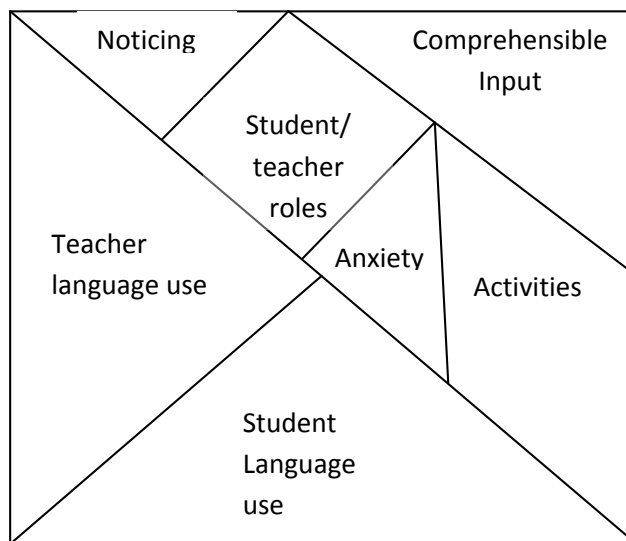 Noticing
Comprehensible
Input
Student/
teacher
roles
Teacher
language use
Anxiety
Activities
Student
Language
use